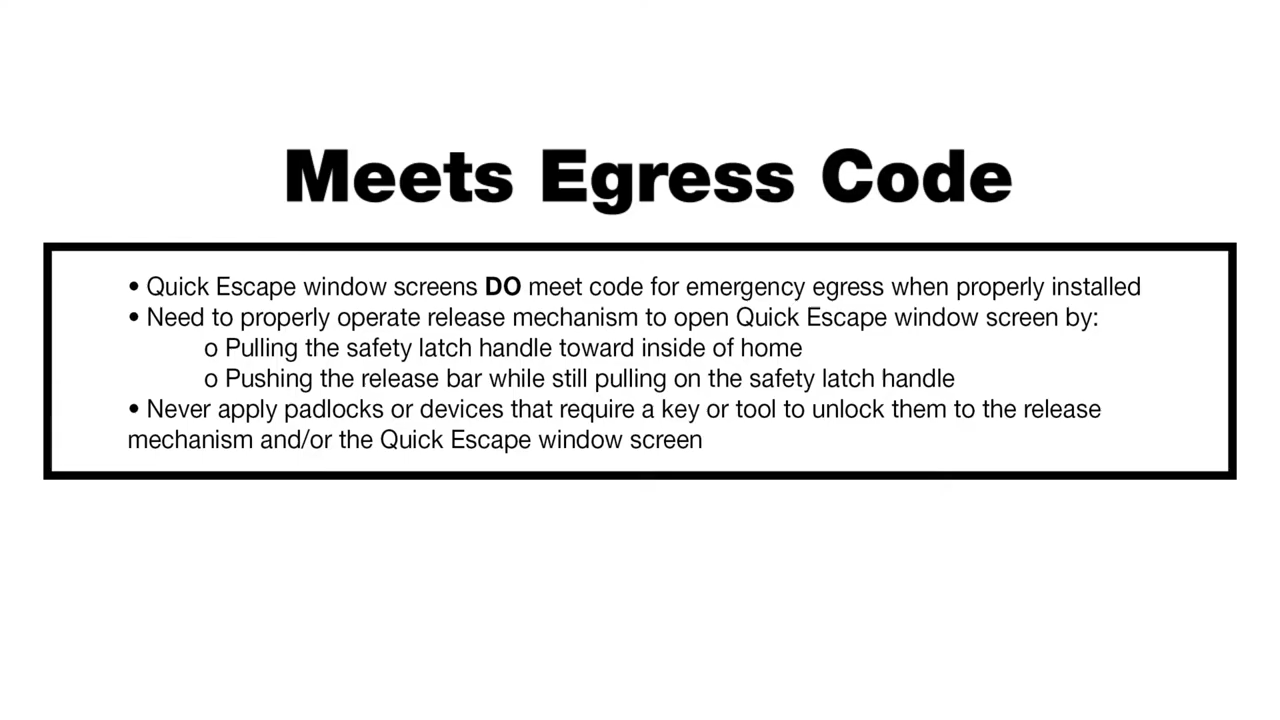 Meets Egress Code
• Quick Escape window screens DO meet code for emergency egress when properly installed
• Need to properly operate release mechanism to open Quick Escape window screen by:
o Pulling the safety latch handle toward inside of home
o Pushing the release bar while still pulling on the safety latch handle
• Never apply padlocks or devices that require a key or tool to unlock them to the release
mechanism and/or the Quick Escape window screen